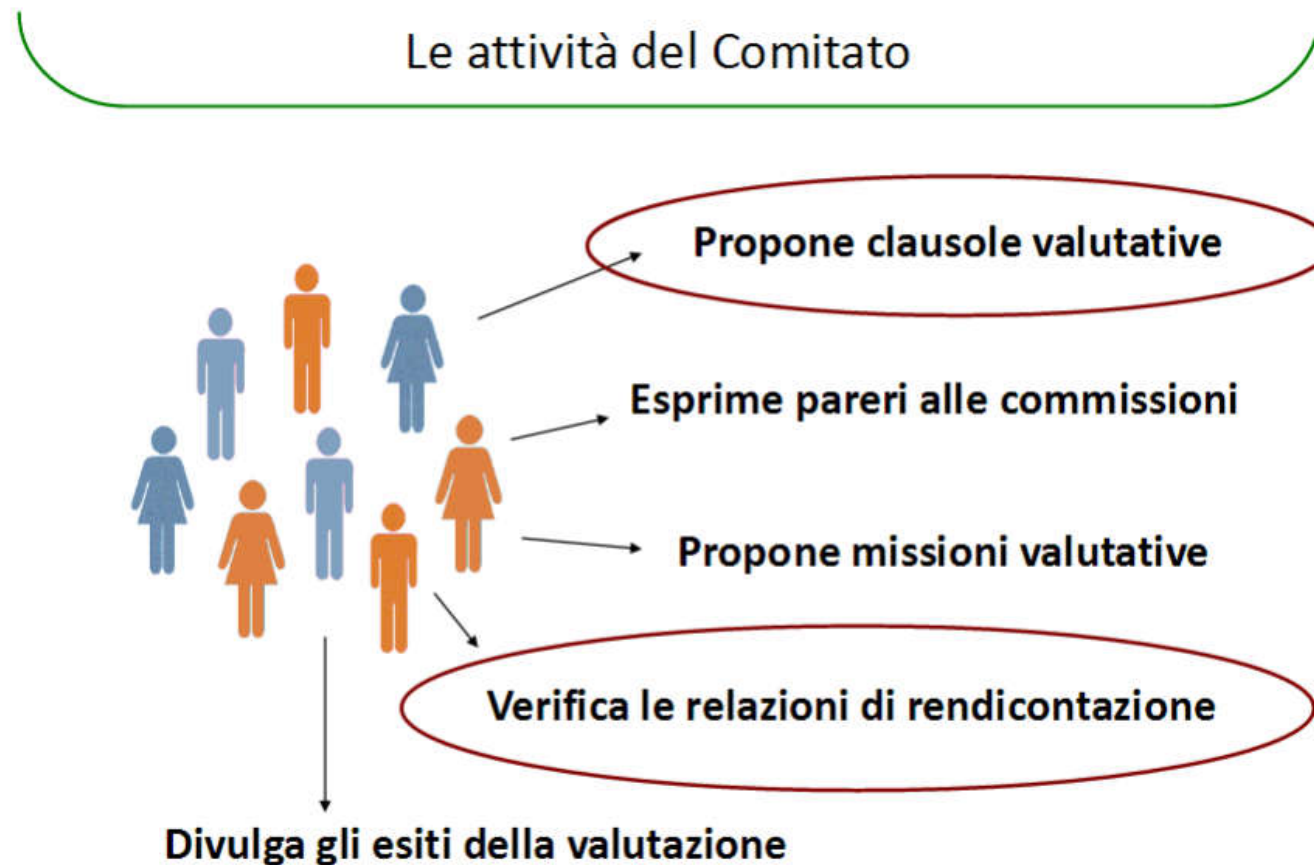 Le attività del Comitato
Propone clausole valutative
Esprime pareri alle commissioni
Propone missioni valutative
Verifica le relazioni di rendicontazione
Divulga gli esiti della valutazione